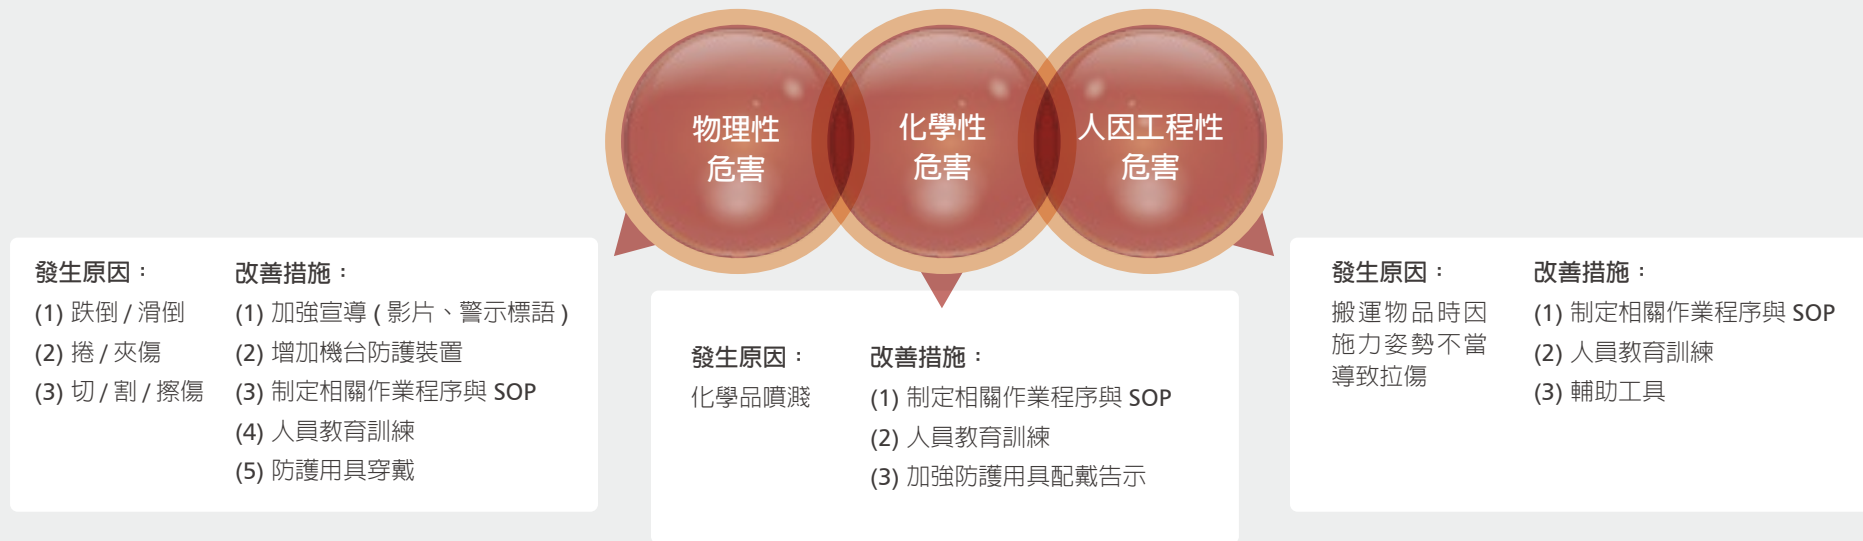 物理性
危害
化學性
危害
人因工程性
危害
發生原因：
(1) 跌倒 / 滑倒
(2) 捲 / 夾傷
(3) 切 / 割 / 擦傷
改善措施：
(1) 加強宣導 ( 影片、警示標語 )
(2) 增加機台防護裝置
(3) 制定相關作業程序與 SOP
(4) 人員教育訓練
(5) 防護用具穿戴
發生原因：
化學品噴濺
改善措施：
(1) 制定相關作業程序與 SOP
(2) 人員教育訓練
(3) 加強防護用具配戴告示
發生原因：
搬運物品時因
施力姿勢不當
導致拉傷
改善措施：
(1) 制定相關作業程序與 SOP
(2) 人員教育訓練
(3) 輔助工具